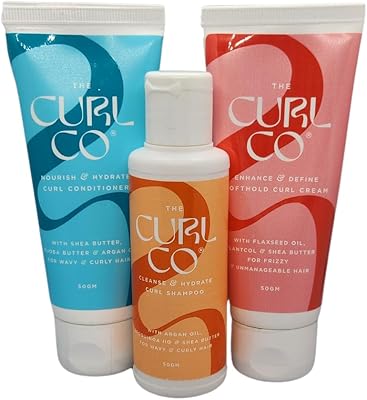 THE
CURL
CO®
NOURISH & HYDRATE
CURL CONDITIONER
WITH SHEA BUTTER,
BUTTER & ARGAN
FOR WAVY & CURLY HAIR
50GM
THE
CURL
CO®
CLEANSE & HYDRATE
CURL SHAMPOO
WITH ARGAN OIL,
& SHEA BUTTER
FOR WAVY & CURLY HAIR
50GM
THE
CURL
CO®
ENHANCE & DEFINE
OFTHOLD CURL CREAM
WITH FLAXSEED OIL,
LANTCOL & SHEA BUTTER
FOR FRIZZY
UNMANAGEABLE HAIR
50GM